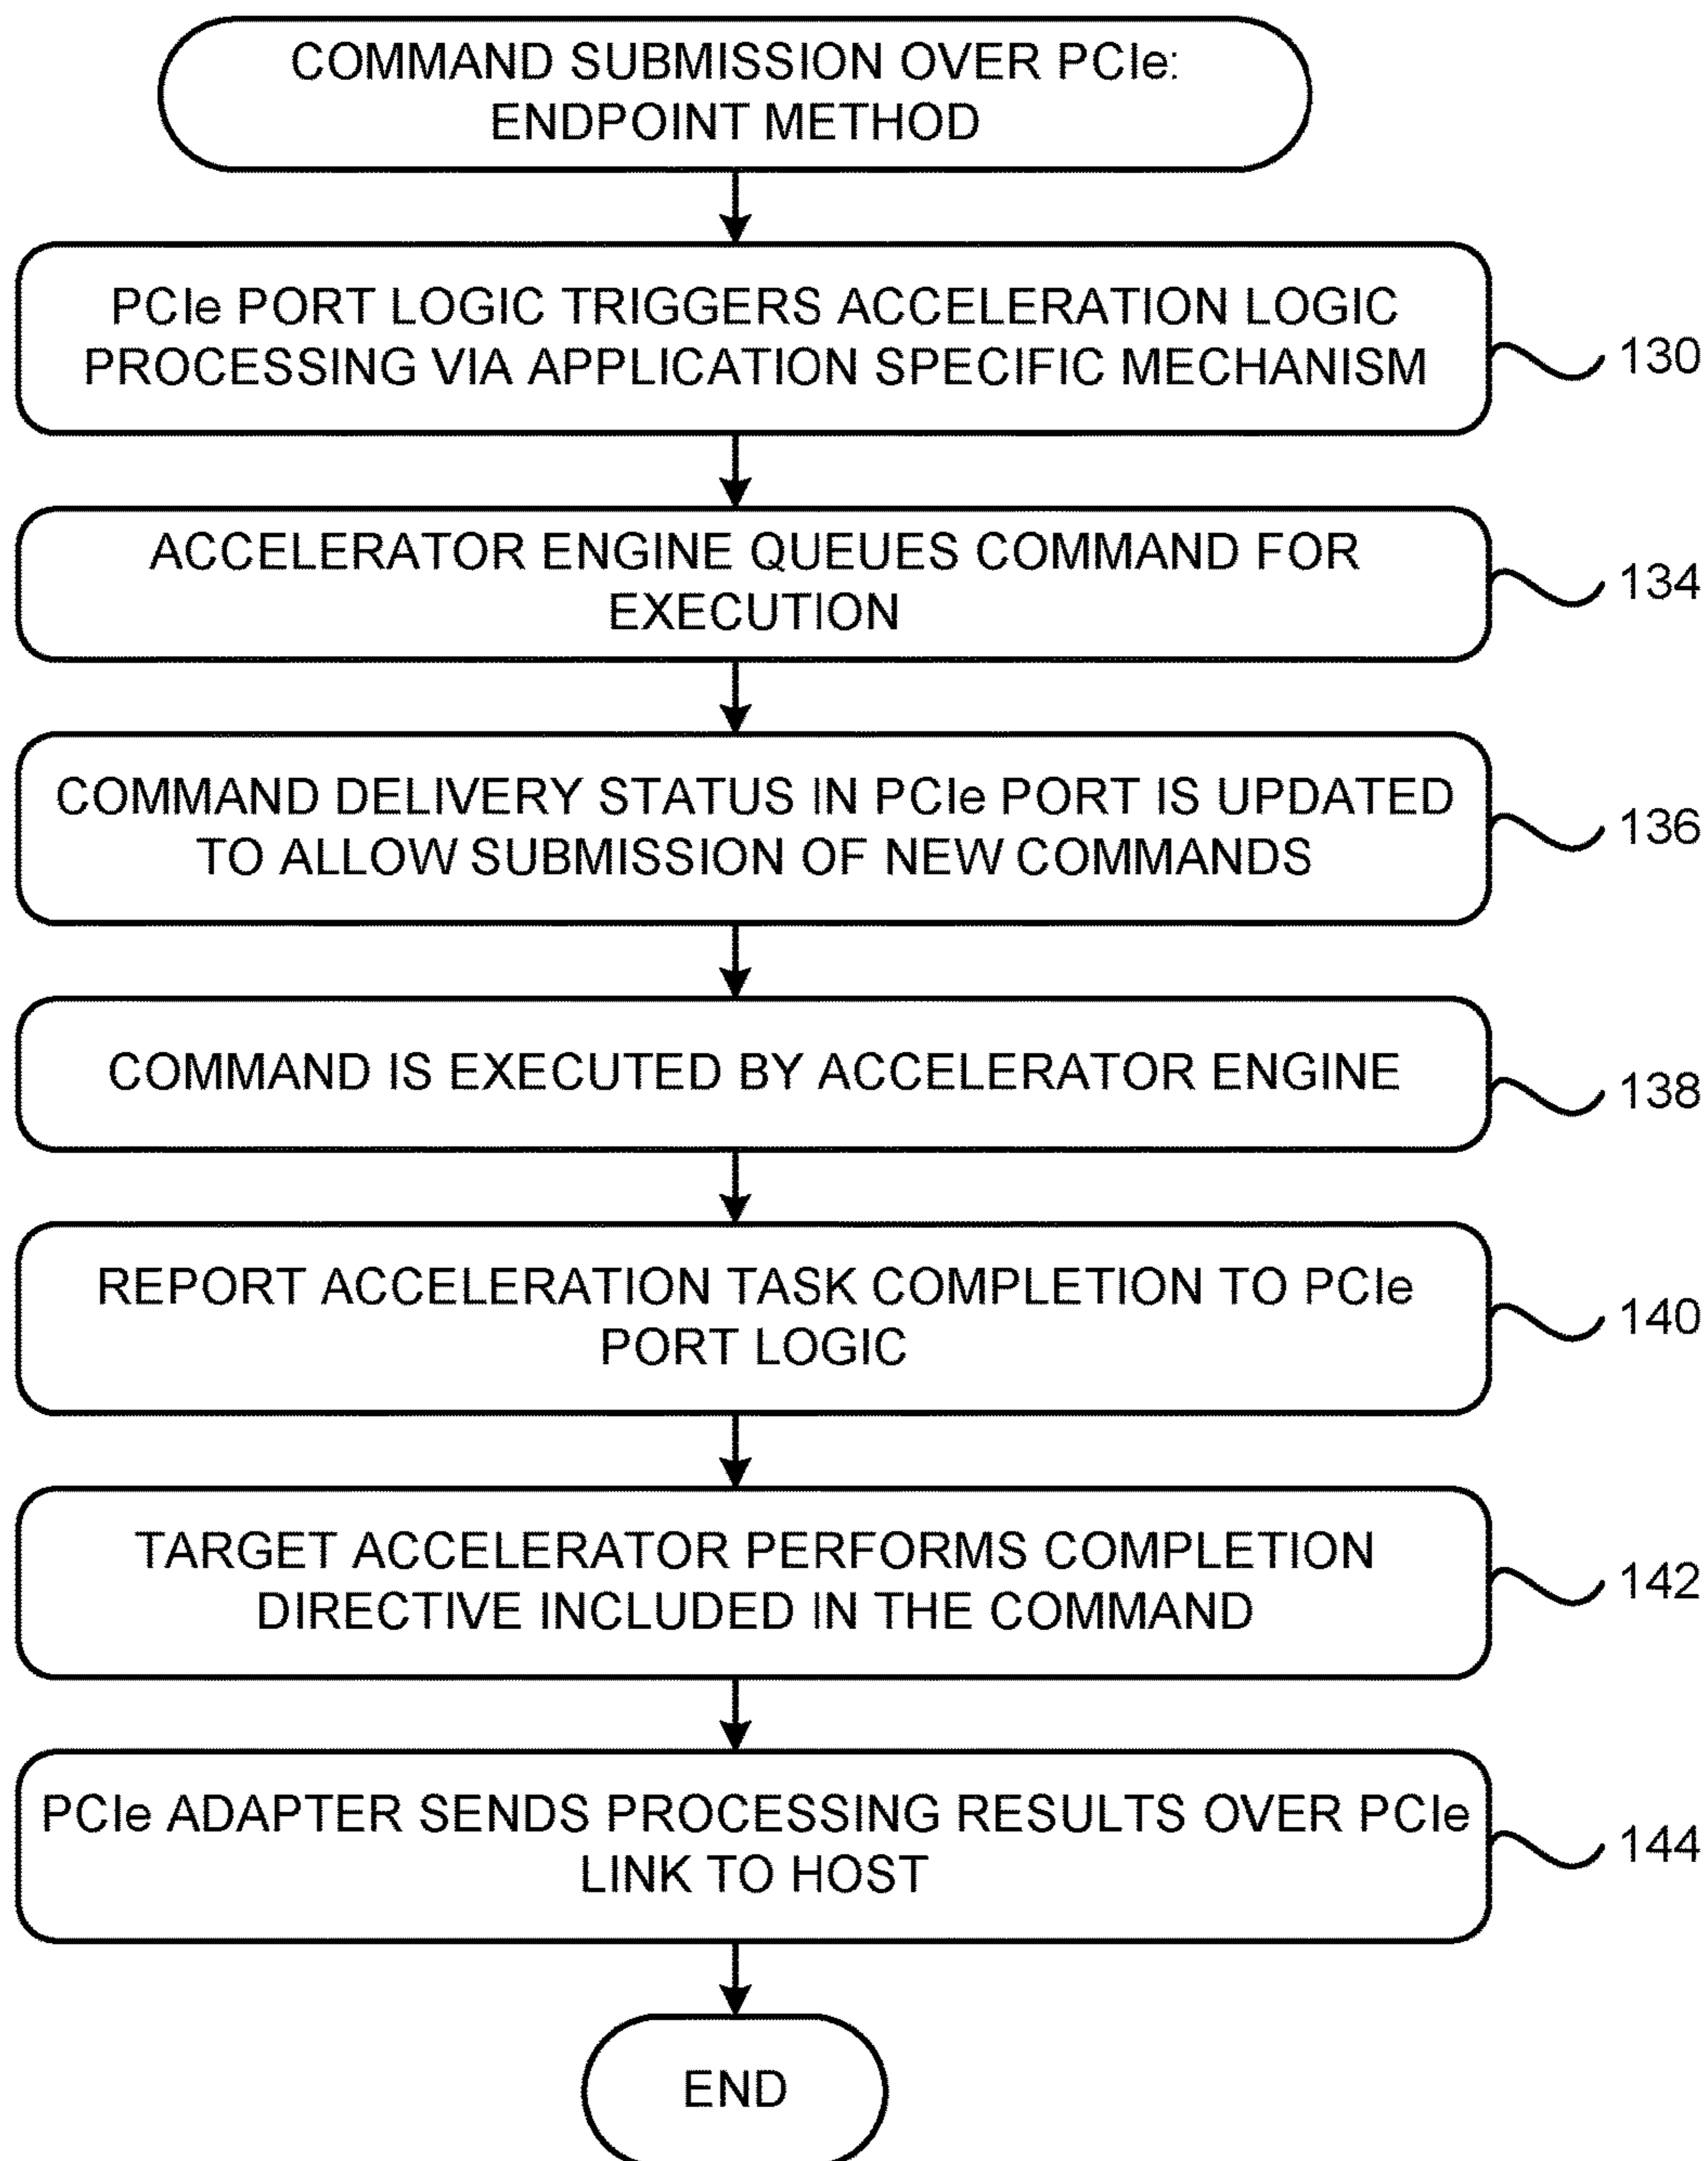 COMMAND SUBMISSION OVER PCIe:
ENDPOINT METHOD
PCIe PORT LOGIC TRIGGERS ACCELERATION LOGIC
PROCESSING VIA APPLICATION SPECIFIC MECHANISM
130
ACCELERATOR ENGINE QUEUES COMMAND FOR
EXECUTION
134
COMMAND DELIVERY STATUS IN PCIe PORT IS UPDATED
TO ALLOW SUBMISSION OF NEW COMMANDS
136
COMMAND IS EXECUTED BY ACCELERATOR ENGINE
138
REPORT ACCELERATION TASK COMPLETION TO PCIe
PORT LOGIC
140
TARGET ACCELERATOR PERFORMS COMPLETION
DIRECTIVE INCLUDED IN THE COMMAND
142
PCIe ADAPTER SENDS PROCESSING RESULTS OVER PCIe
LINK TO HOST
144
END